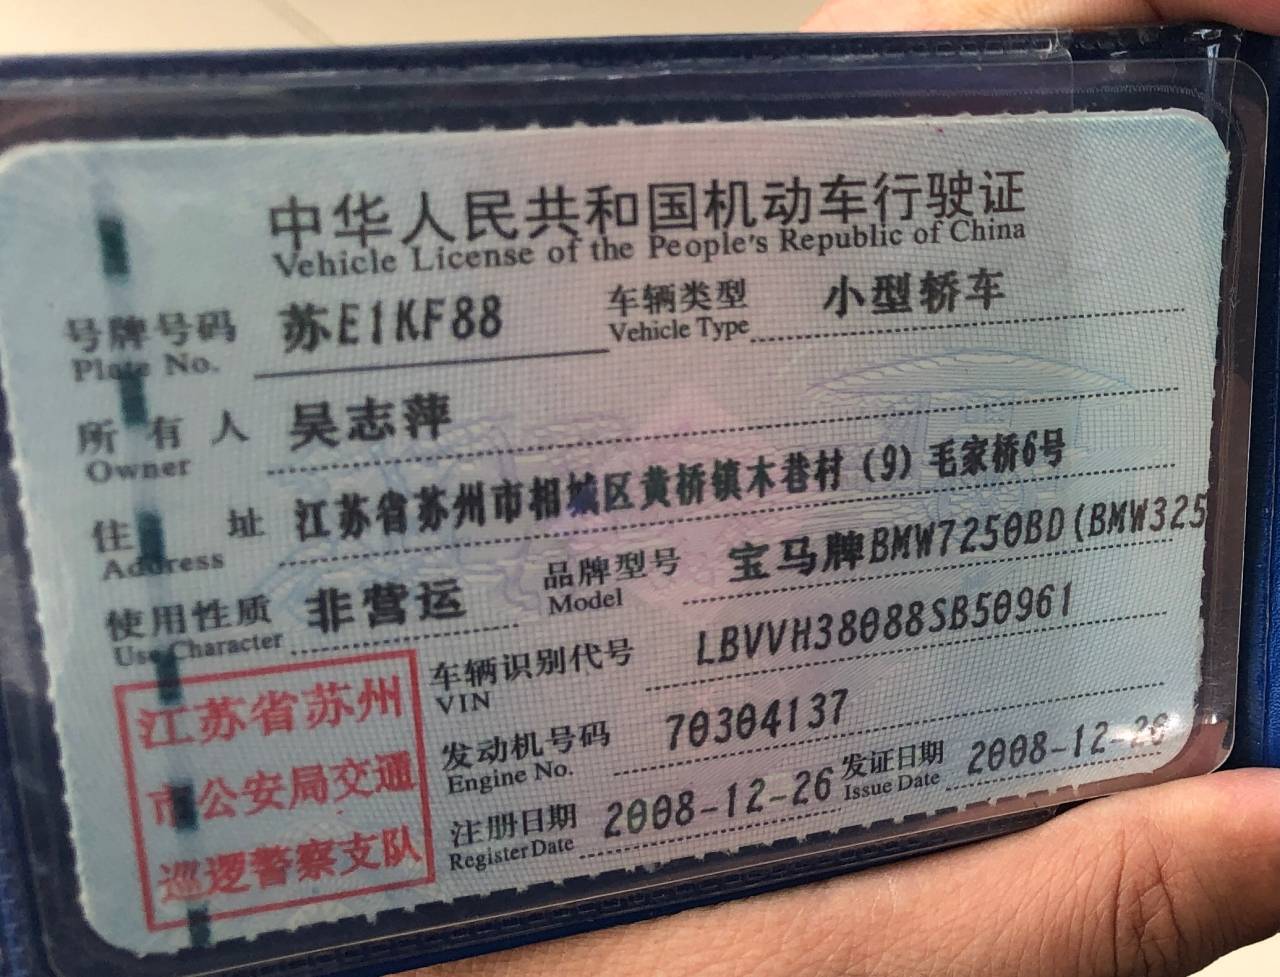 中华人民共和国机动车行驶证
Vehicle License of the People's Republic of China
号牌号码 苏E1KF88 车辆类型 小型轿车
Plate No. Vehicle Type
所有人 吴志萍
Owner
住址 江苏省苏州市相城区黄桥镇木巷村(9)毛家桥6号
Address
使用性质 非营运 品牌型号 宝马牌BMW7250BD(BMW325
Use Character Model
车辆识别代号 LBVVH38088SB50961
VIN
发动机号码 70304137
Engine No.
注册日期 2008-12-26 发证日期 2008-12-26
Register Date Issue Date
江苏省苏州
市公安局交通
巡逻警察支队